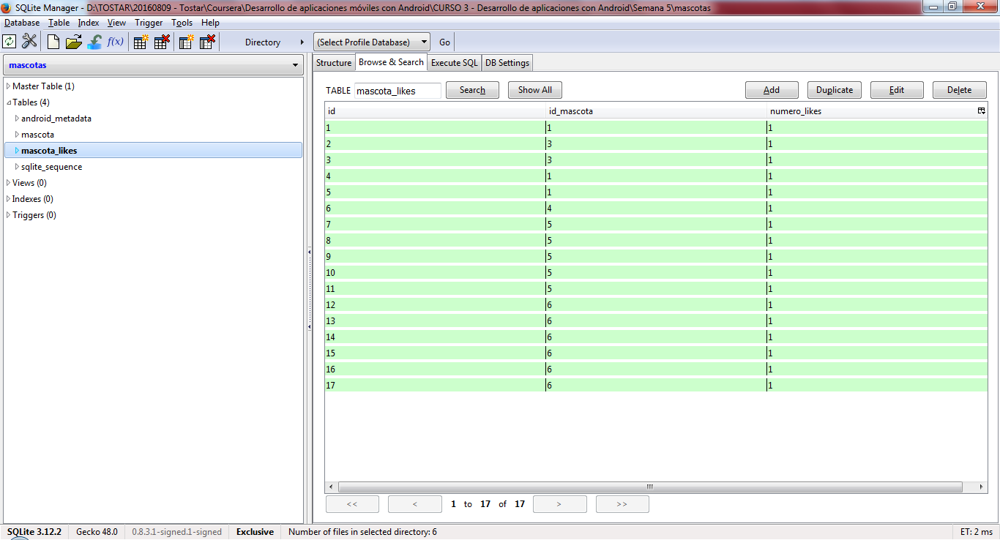 SQLite Manager - D:\TOSTAR\20160809 - Tostar\Coursera\Desarrollo de aplicaciones móviles con Android\CURSO 3 - Desarrollo de aplicaciones con Android\Semana 5\mascotas
Database Table Index View Trigger Tools Help
f(x) Directory (Select Profile Database) Go
mascotas
Master Table (1)
Tables (4)
android_metadata
mascota
mascota_likes
sqlite_sequence
Views (0)
Indexes (0)
Triggers (0)
Structure Browse & Search Execute SQL DB Settings
TABLE mascota_likes Search Show All Add Duplicate Edit Delete
id id_mascota numero_likes
1 1 1
2 3 1
3 3 1
4 1 1
5 1 1
6 4 1
7 5 1
8 5 1
9 5 1
10 5 1
11 5 1
12 6 1
13 6 1
14 6 1
15 6 1
16 6 1
17 6 1
<< < 1 to 17 of 17 > >>
SQLite 3.12.2 Gecko 48.0 0.8.3.1-signed.1-signed Exclusive Number of files in selected directory: 6 ET: 2 ms